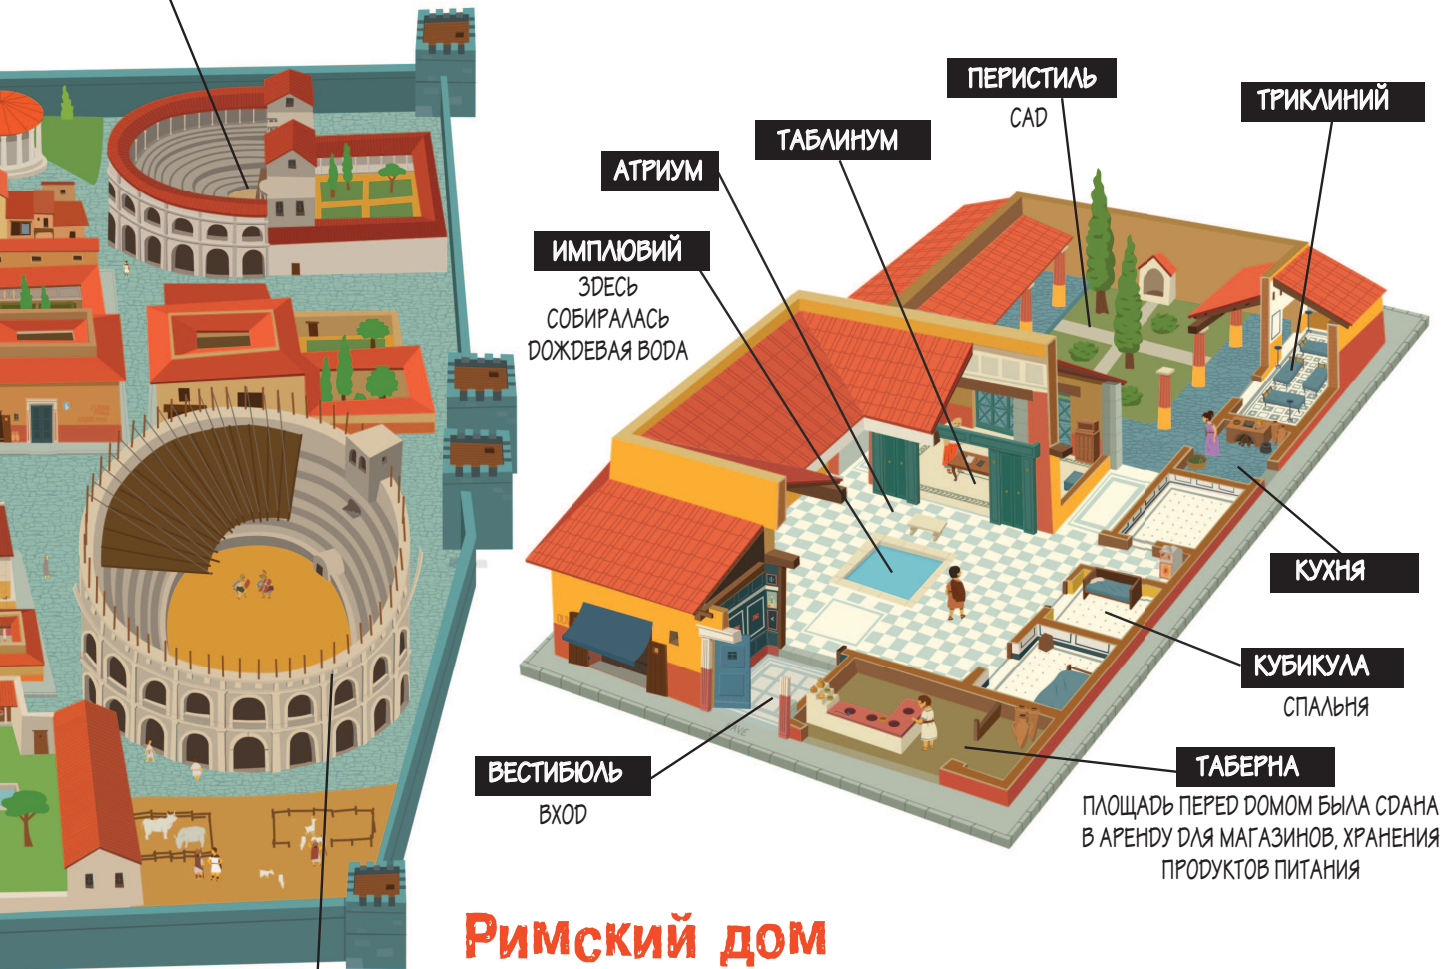 ПЕРИСТИЛЬ
САД
ТРИКЛИНИЙ
ТАБЛИНУМ
АТРИУМ
ИМПЛЮВИЙ
ЗДЕСЬ
СОБИРАЛАСЬ
ДОЖДЕВАЯ ВОДА
КУХНЯ
КУБИКУЛА
СПАЛЬНЯ
ВЕСТИБЮЛЬ
ВХОД
ТАБЕРНА
ПЛОЩАДЬ ПЕРЕД ДОМОМ БЫЛА СДАНА
В АРЕНДУ ДЛЯ МАГАЗИНОВ, ХРАНЕНИЯ
ПРОДУКТОВ ПИТАНИЯ
Римский дом